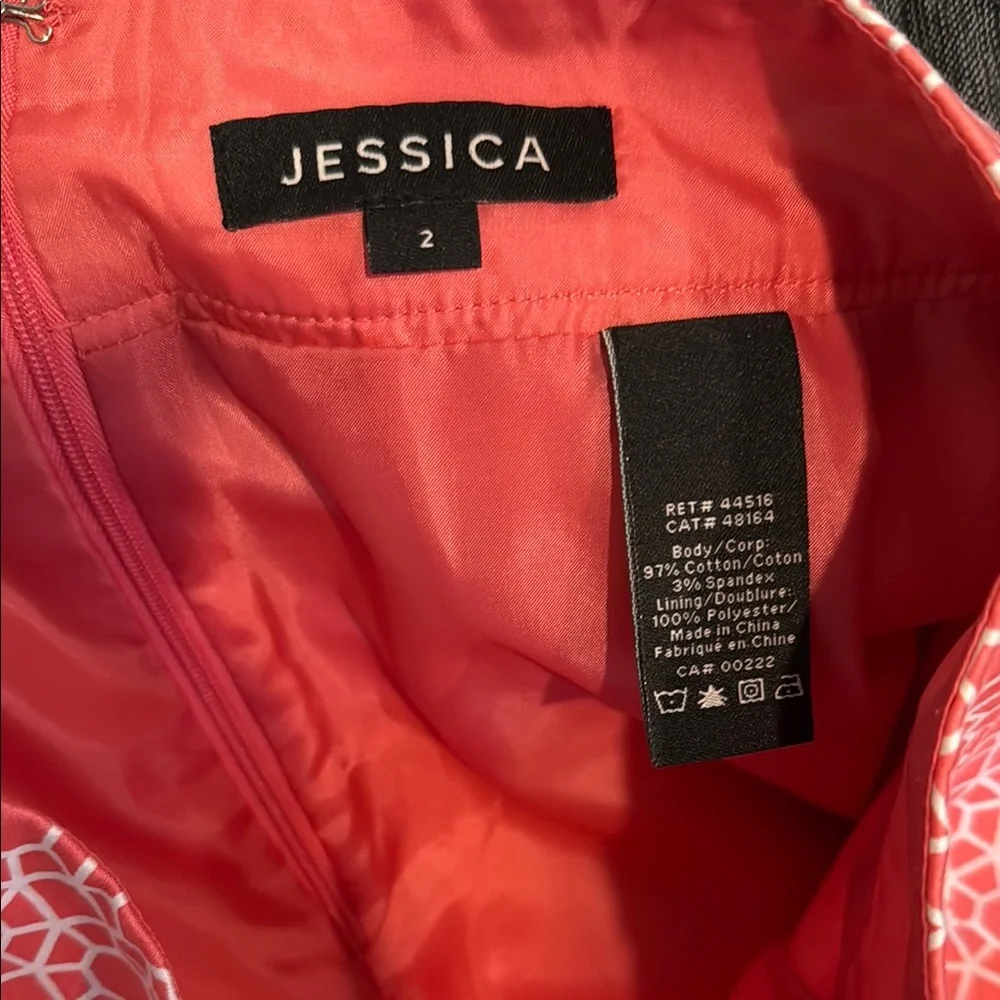 JESSICA
2
RET# 44516
CAT# 48164
Body/Corp:
97% Cotton/Coton
3% Spandex
Lining/Doublure:
100% Polyester/
Made in China
Fabriqué en Chine
CA# 00222